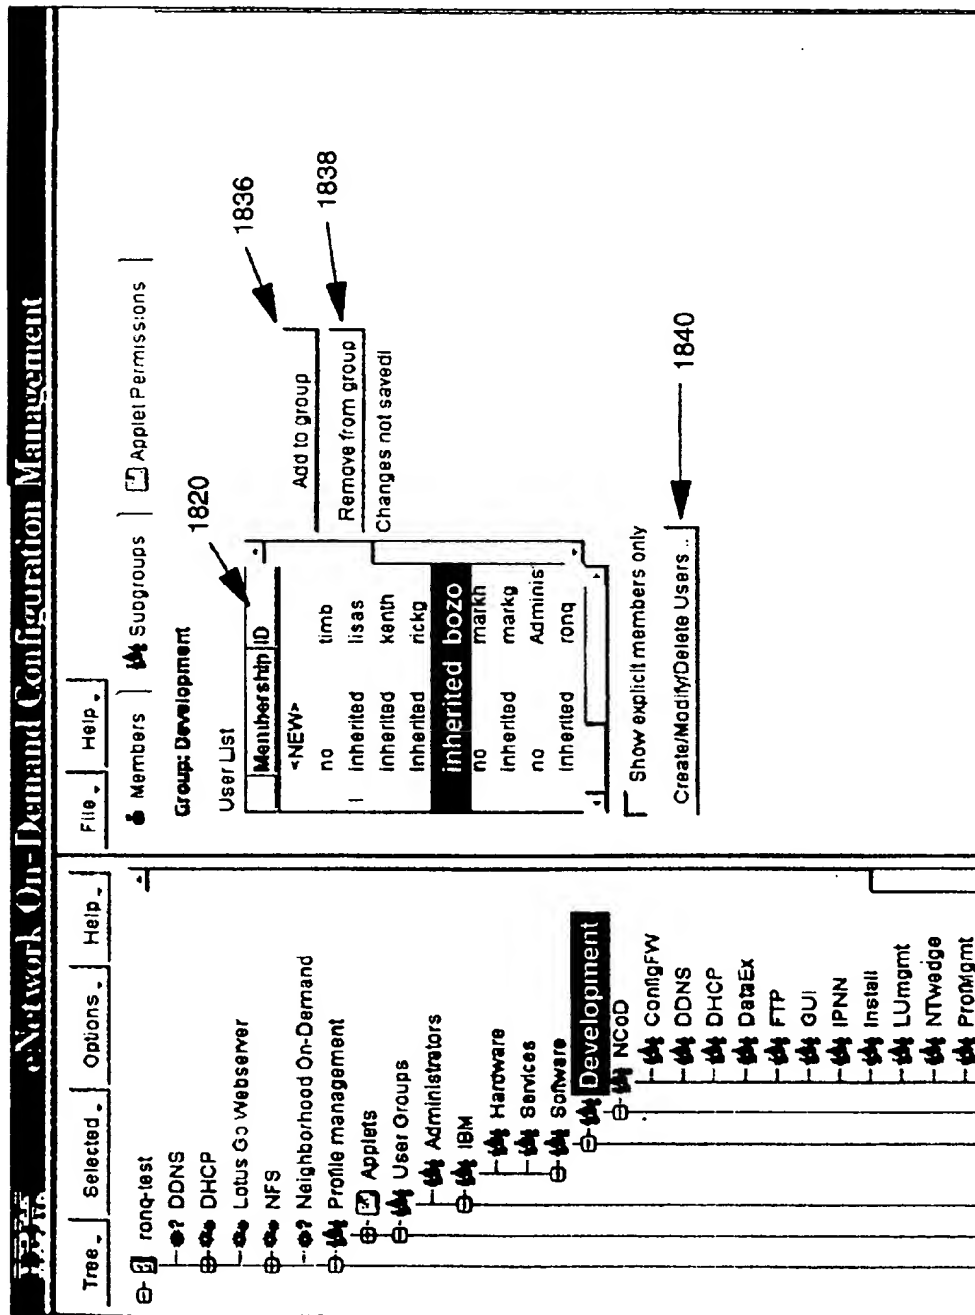 eNetwork On-Demand Configuration Management
Tree Selected Options Help
ronq-test
? DDNS
DHCP
Lotus Go Webserver
NFS
? Neighborhood On-Demand
Profile management
Applets
User Groups
Administrators
IBM
Hardware
Services
Software
Development
NCoD
ConfigFW
DDNS
DHCP
DataEx
FTP
GUI
IPNN
Install
LUmgmt
NTwedge
ProfMgmt
File Help
Members Subgroups Applet Permissions
Group: Development
User List
1820
Membership ID
<NEW>
no timb
inherited lisas
inherited kenth
inherited rickg
inherited bozo
no markh
inherited markg
no Adminis
inherited ronq
Add to group
1836
Remove from group
1838
Changes not saved!
Show explicit members only
Create/Modify/Delete Users ..
1840